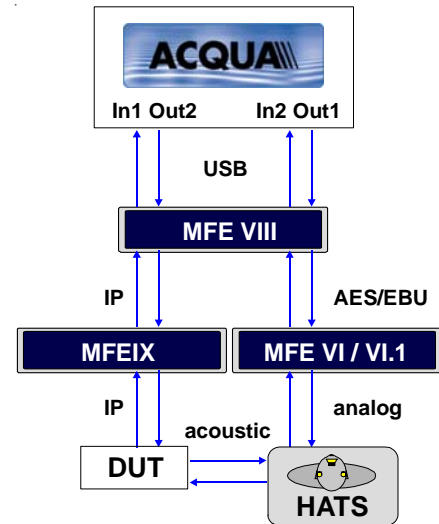 ACQUA
In1 Out2 In2 Out1
USB
MFE VIII
IP AES/EBU
MFEIX MFE VI / VI.1
IP analog
acoustic
DUT
HATS